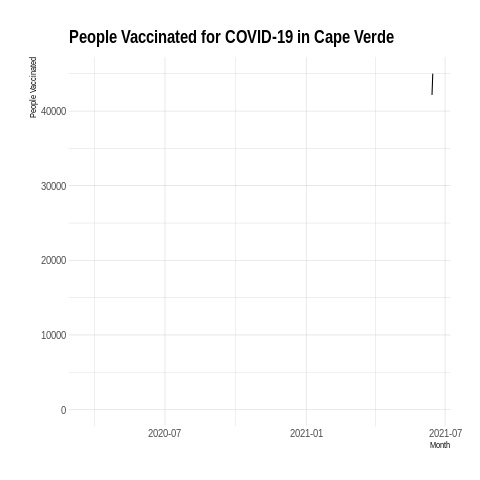 People Vaccinated for COVID-19 in Cape Verde
People Vaccinated
40000
30000
20000
10000
0
2020-07
2021-01
2021-07
Month